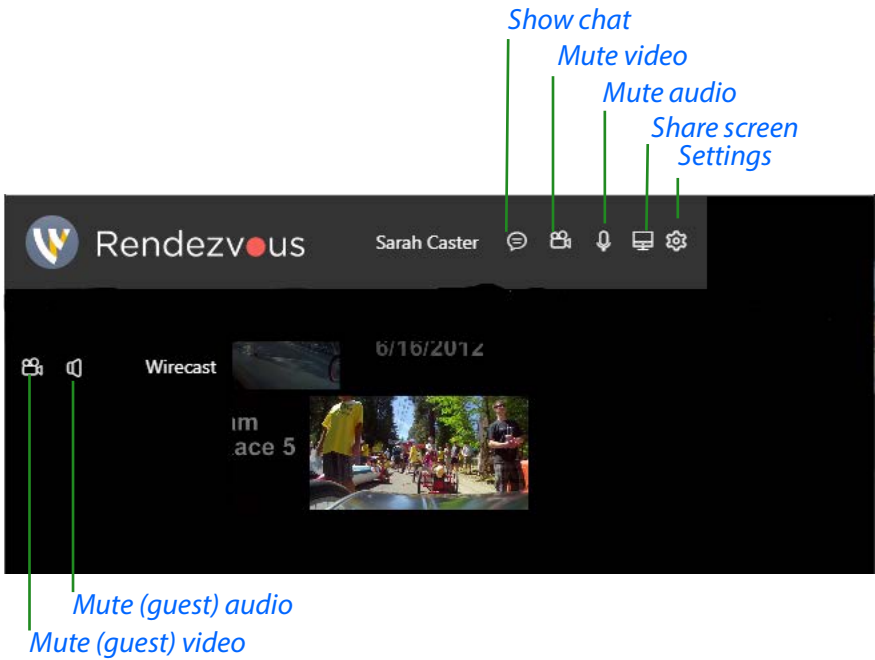 Show chat
Mute video
Mute audio
Share screen
Settings
Rendezvous
Sarah Caster
Wirecast
6/16/2012
am
ace 5
Mute (guest) audio
Mute (guest) video